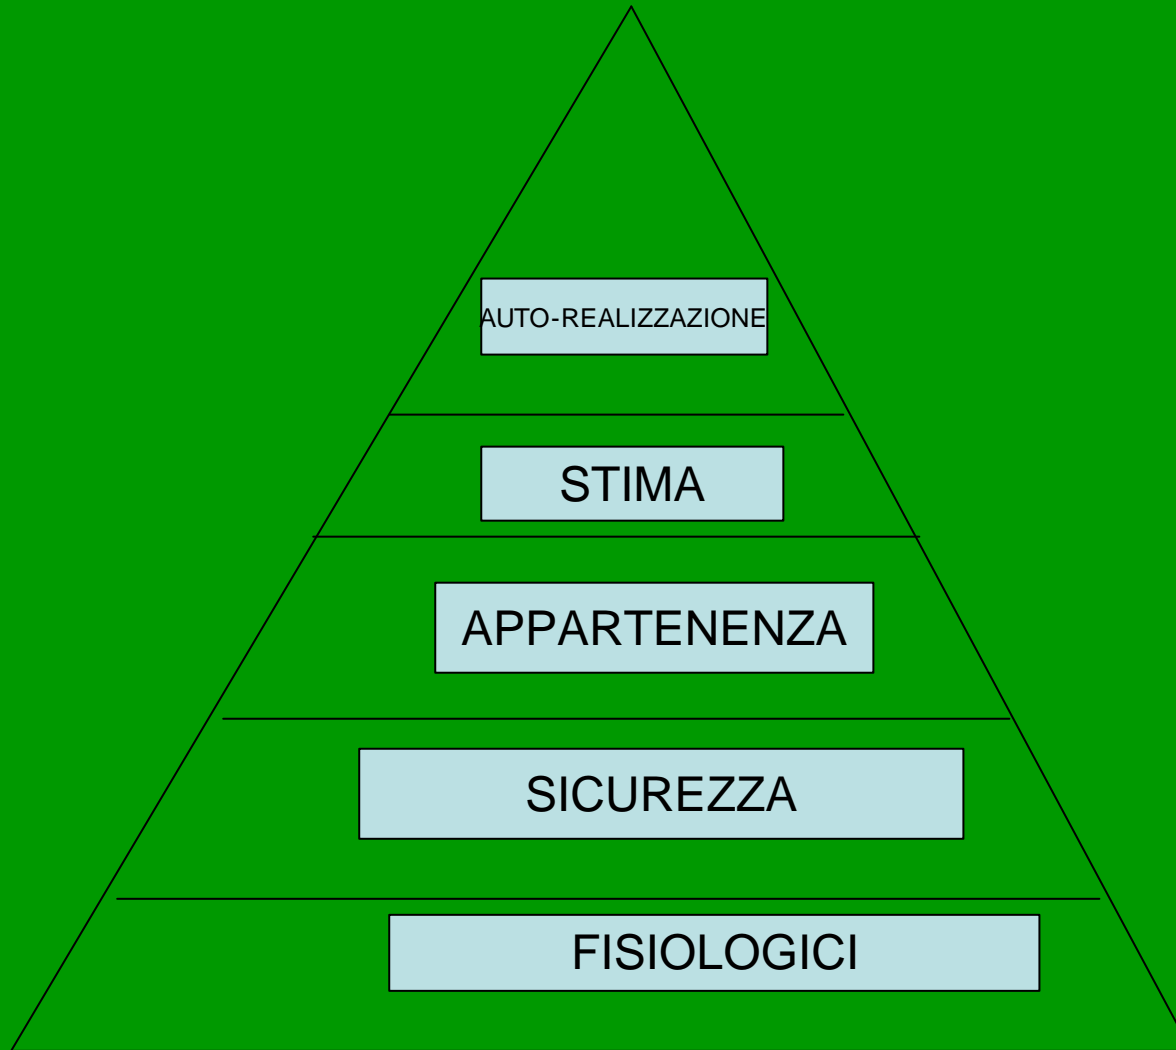 AUTO-REALIZZAZIONE
STIMA
APPARTENENZA
SICUREZZA
FISIOLOGICI